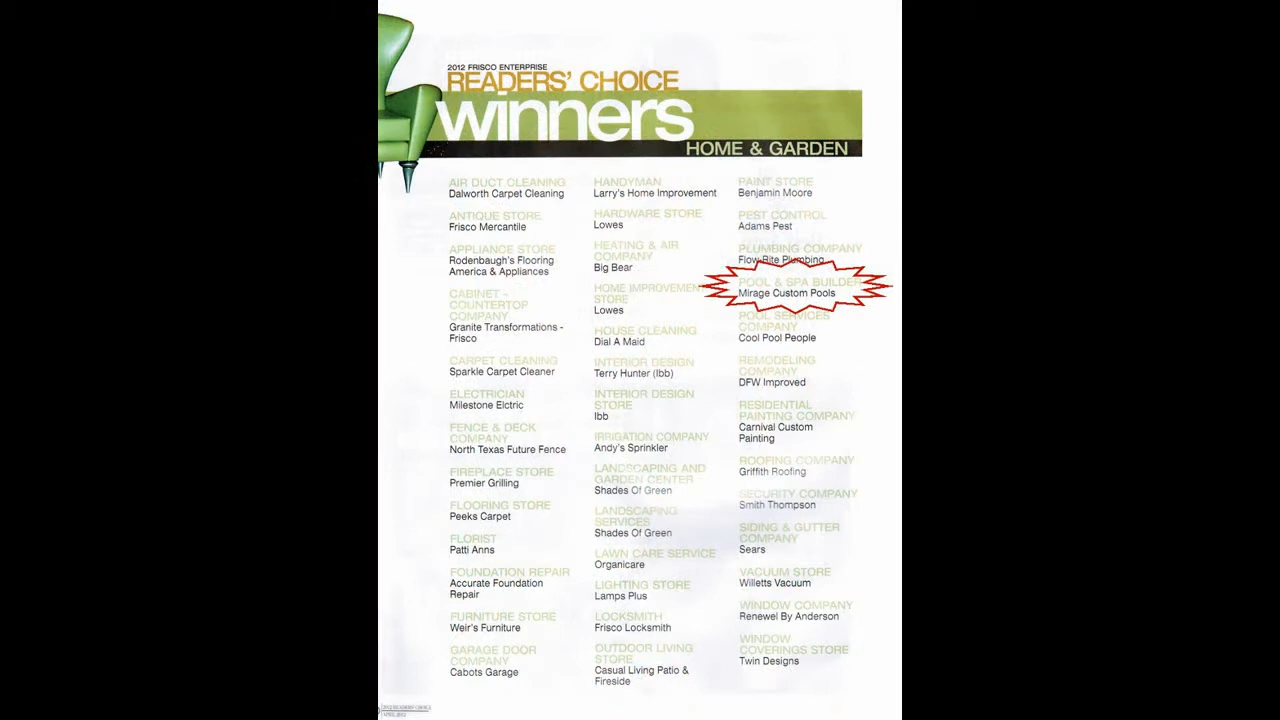 2012 FRISCO ENTERPRISE
READERS' CHOICE
winners
HOME & GARDEN
AIR DUCT CLEANING
Dalworth Carpet Cleaning
ANTIQUE STORE
Frisco Mercantile
APPLIANCE STORE
Rodenbaugh's Flooring
America & Appliances
CABINET -
COUNTERTOP
COMPANY
Granite Transformations -
Frisco
CARPET CLEANING
Sparkle Carpet Cleaner
ELECTRICIAN
Milestone Elctric
FENCE & DECK
COMPANY
North Texas Future Fence
FIREPLACE STORE
Premier Grilling
FLOORING STORE
Peeks Carpet
FLORIST
Patti Anns
FOUNDATION REPAIR
Accurate Foundation
Repair
FURNITURE STORE
Weir's Furniture
GARAGE DOOR
COMPANY
Cabots Garage
HANDYMAN
Larry's Home Improvement
HARDWARE STORE
Lowes
HEATING & AIR
COMPANY
Big Bear
HOME IMPROVEMEN
STORE
Lowes
HOUSE CLEANING
Dial A Maid
INTERIOR DESIGN
Terry Hunter (Ibb)
INTERIOR DESIGN
STORE
Ibb
IRRIGATION COMPANY
Andy's Sprinkler
LANDSCAPING AND
GARDEN CENTER
Shades Of Green
LANDSCAPING
SERVICES
Shades Of Green
LAWN CARE SERVICE
Organicare
LIGHTING STORE
Lamps Plus
LOCKSMITH
Frisco Locksmith
OUTDOOR LIVING
STORE
Casual Living Patio &
Fireside
PAINT STORE
Benjamin Moore
PEST CONTROL
Adams Pest
PLUMBING COMPANY
Flow-Rite Plumbing
POOL & SPA BUILDER
Mirage Custom Pools
POOL SERVICES
COMPANY
Cool Pool People
REMODELING
COMPANY
DFW Improved
RESIDENTIAL
PAINTING COMPANY
Carnival Custom
Painting
ROOFING COMPANY
Griffith Roofing
SECURITY COMPANY
Smith Thompson
SIDING & GUTTER
COMPANY
Sears
VACUUM STORE
Willetts Vacuum
WINDOW COMPANY
Renewel By Anderson
WINDOW
COVERINGS STORE
Twin Designs
2012 READERS' CHOICE
APRIL 2012